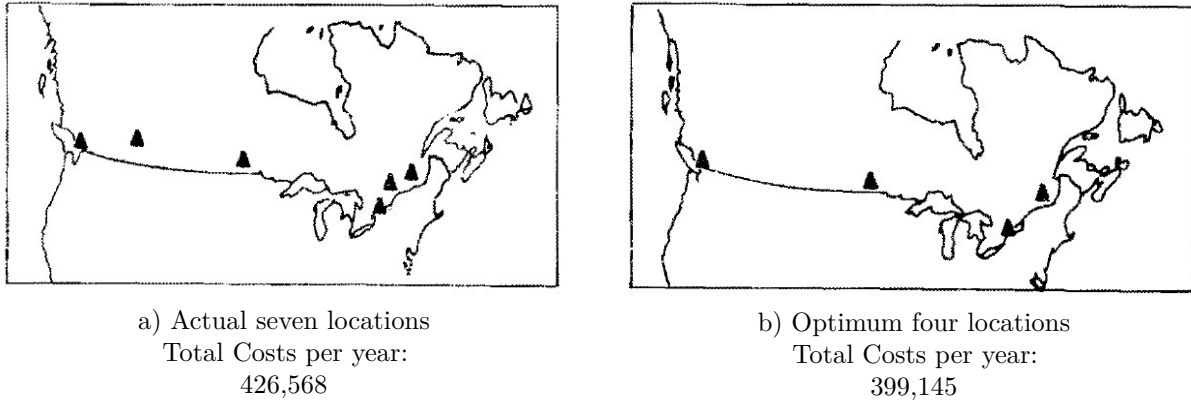 a) Actual seven locations
Total Costs per year:
426,568
b) Optimum four locations
Total Costs per year:
399,145